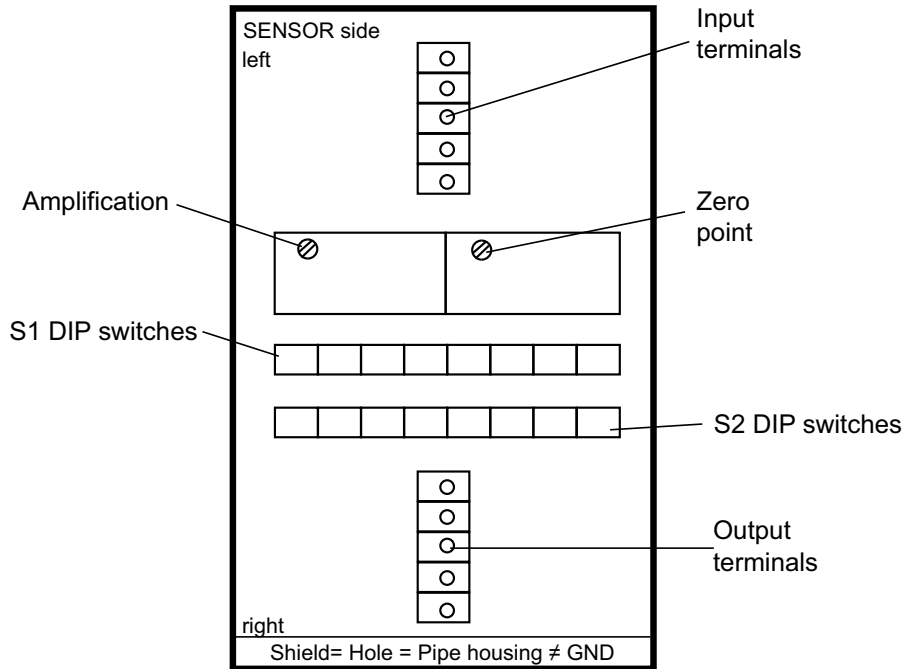 SENSOR side
left
Input
terminals
Amplification
Zero
point
S1 DIP switches
S2 DIP switches
Output
terminals
right
Shield= Hole = Pipe housing ≠ GND